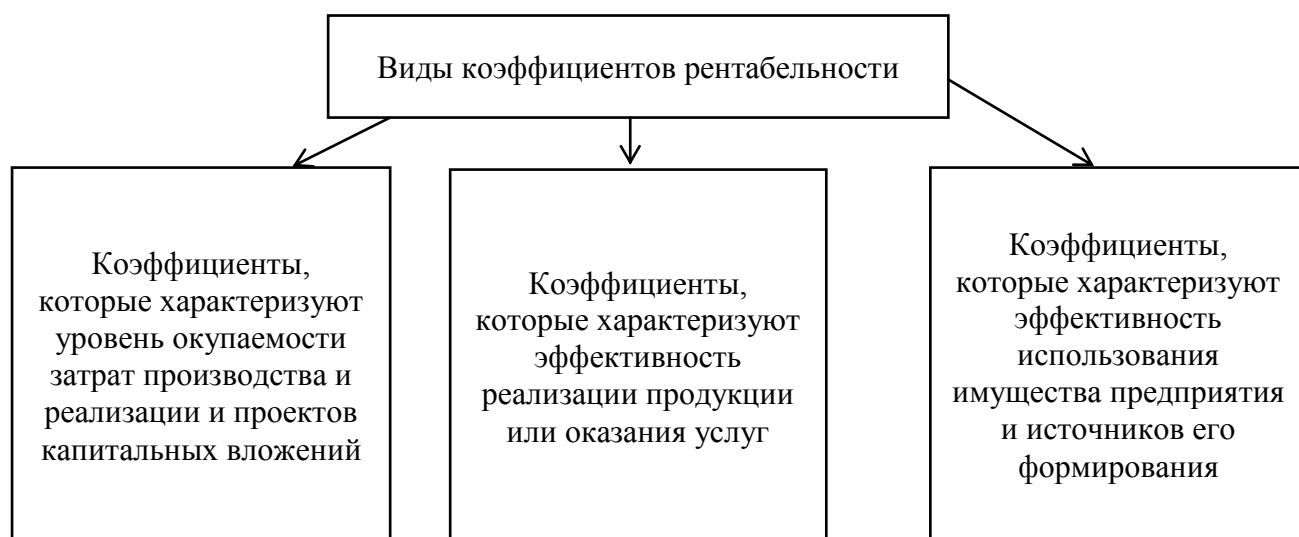 Виды коэффициентов рентабельности
Коэффициенты,
которые характеризуют
уровень окупаемости
затрат производства и
реализации и проектов
капитальных вложений
Коэффициенты,
которые характеризуют
эффективность
реализации продукции
или оказания услуг
Коэффициенты,
которые характеризуют
эффективность
использования
имущества предприятия
и источников его
формирования